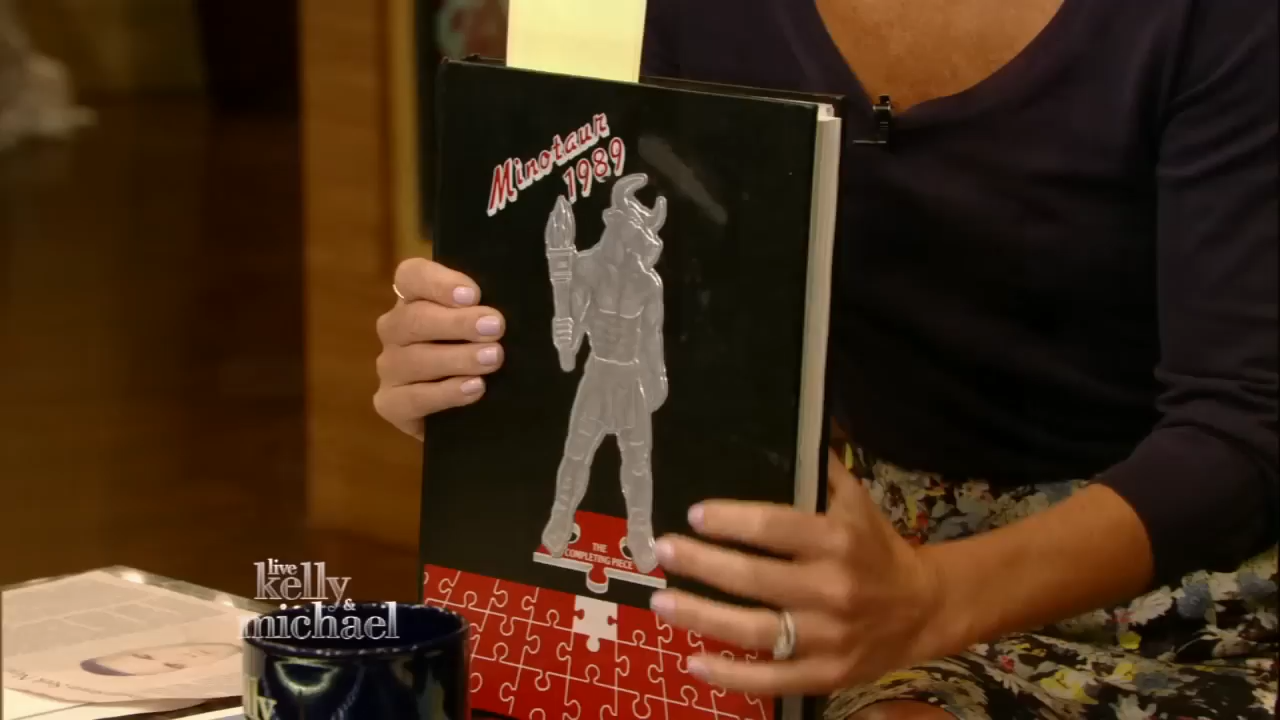 Minotaur
1989
THE
COMPLETING PIECE
live
kelly
&
michael